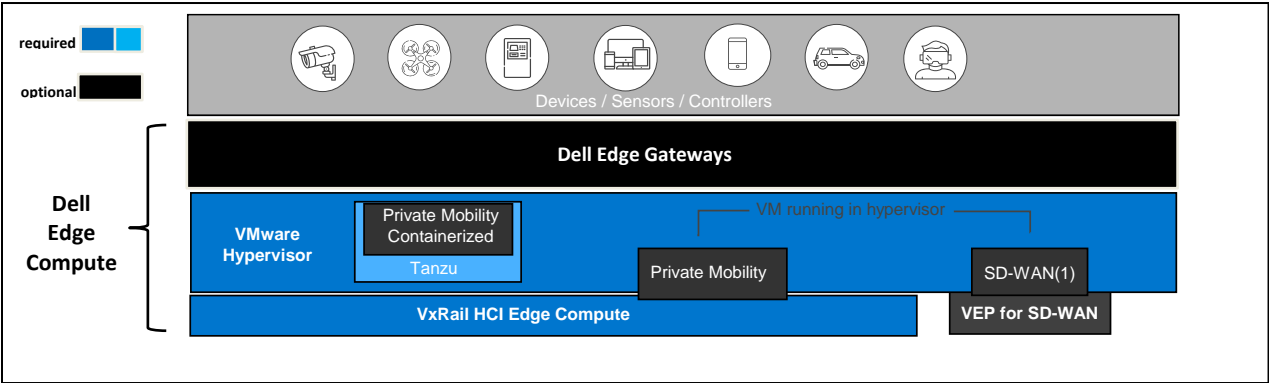 required
optional
Devices / Sensors / Controllers
Dell Edge Gateways
Dell
Edge
Compute
VMware
Hypervisor
Private Mobility
Containerized
Tanzu
VM running in hypervisor
Private Mobility
SD-WAN(1)
VxRail HCI Edge Compute
VEP for SD-WAN